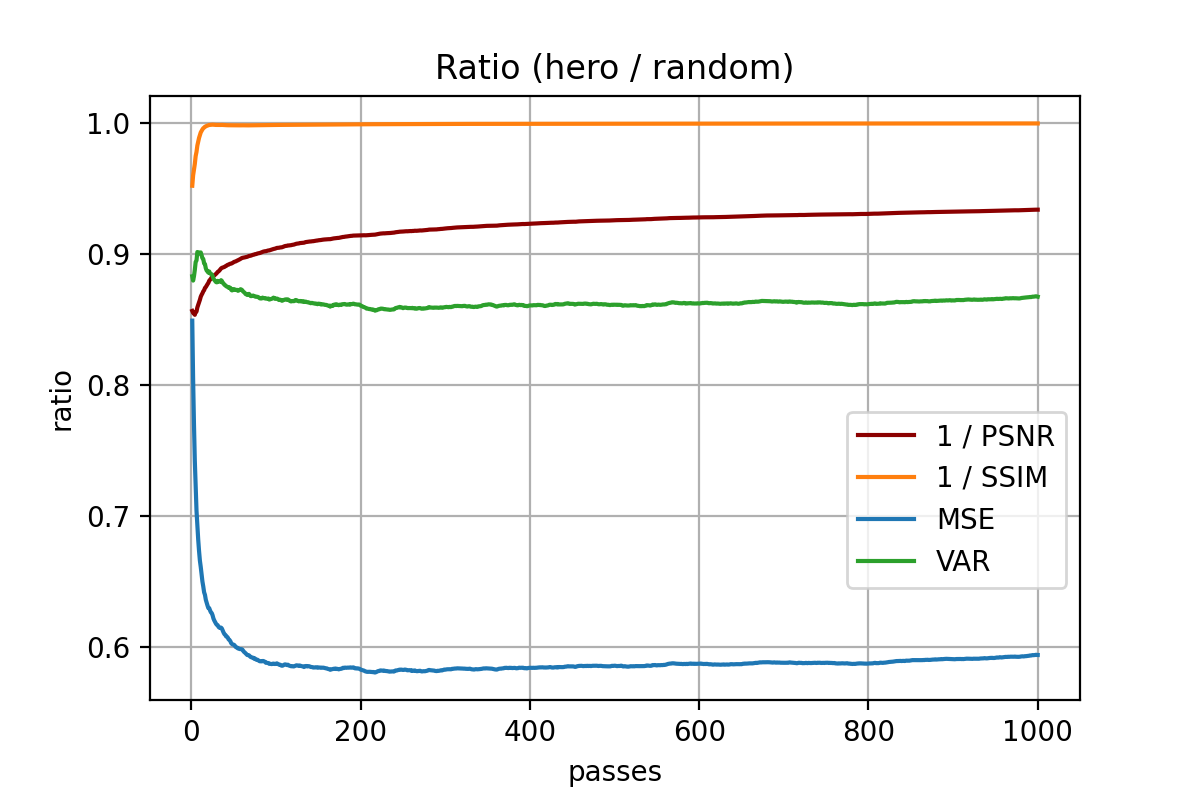 Ratio (hero / random)
1.0
0.9
0.8
0.7
0.6
ratio
1 / PSNR
1 / SSIM
MSE
VAR
0 200 400 600 800 1000
passes